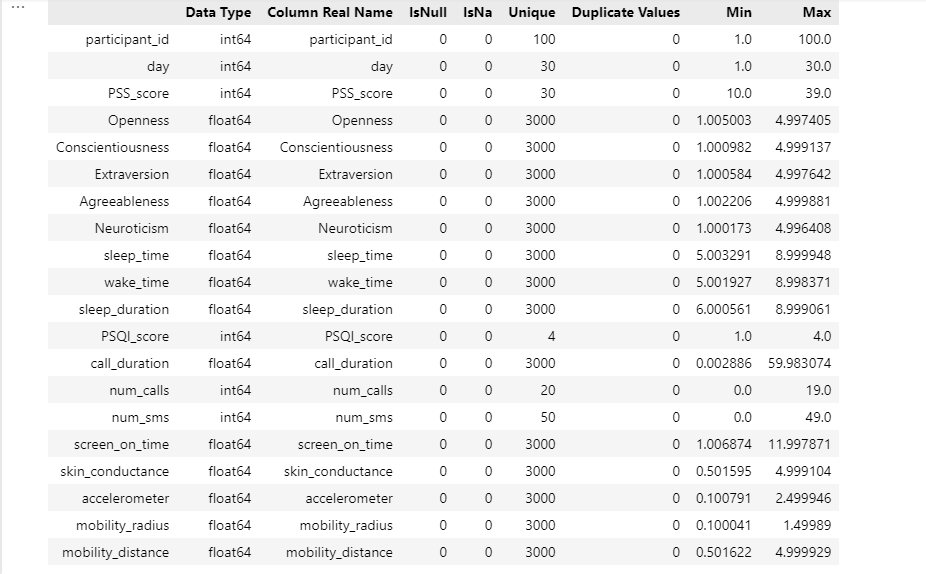 ...
Data Type Column Real Name IsNull IsNa Unique Duplicate Values Min Max
participant_id int64 participant_id 0 0 100 0 1.0 100.0
day int64 day 0 0 30 0 1.0 30.0
PSS_score int64 PSS_score 0 0 30 0 10.0 39.0
Openness float64 Openness 0 0 3000 0 1.005003 4.997405
Conscientiousness float64 Conscientiousness 0 0 3000 0 1.000982 4.999137
Extraversion float64 Extraversion 0 0 3000 0 1.000584 4.997642
Agreeableness float64 Agreeableness 0 0 3000 0 1.002206 4.999881
Neuroticism float64 Neuroticism 0 0 3000 0 1.000173 4.996408
sleep_time float64 sleep_time 0 0 3000 0 5.003291 8.999948
wake_time float64 wake_time 0 0 3000 0 5.001927 8.998371
sleep_duration float64 sleep_duration 0 0 3000 0 6.000561 8.999061
PSQI_score int64 PSQI_score 0 0 4 0 1.0 4.0
call_duration float64 call_duration 0 0 3000 0 0.002886 59.983074
num_calls int64 num_calls 0 0 20 0 0.0 19.0
num_sms int64 num_sms 0 0 50 0 0.0 49.0
screen_on_time float64 screen_on_time 0 0 3000 0 1.006874 11.997871
skin_conductance float64 skin_conductance 0 0 3000 0 0.501595 4.999104
accelerometer float64 accelerometer 0 0 3000 0 0.100791 2.499946
mobility_radius float64 mobility_radius 0 0 3000 0 0.100041 1.49989
mobility_distance float64 mobility_distance 0 0 3000 0 0.501622 4.999929